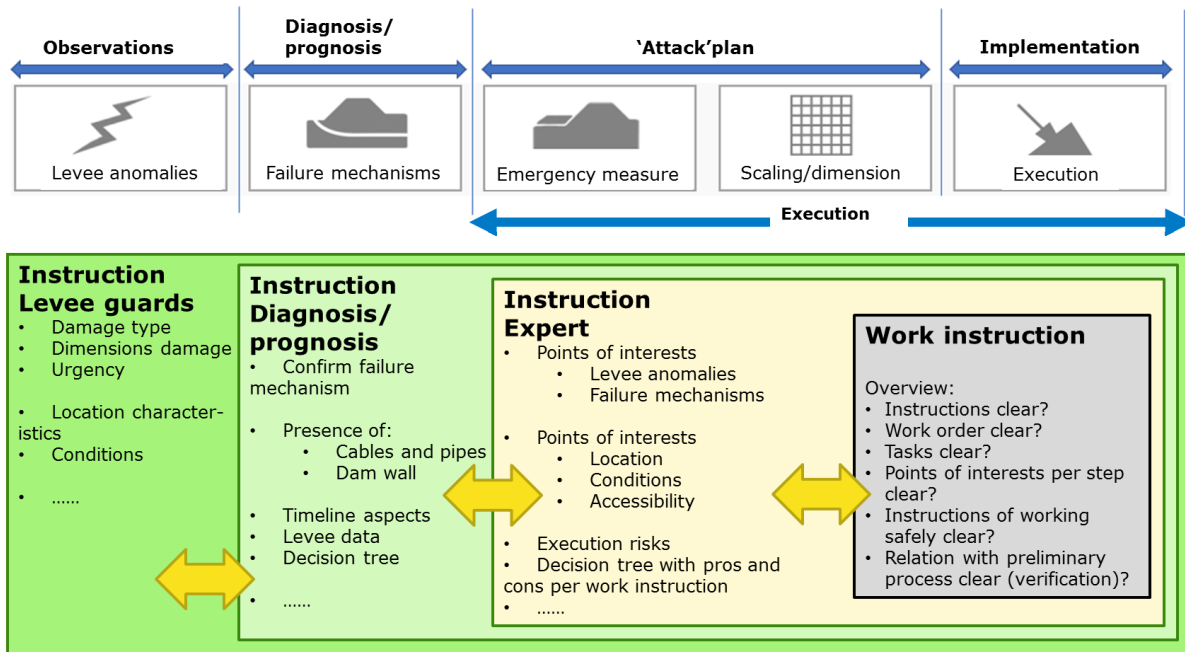 Observations
Diagnosis/
prognosis
‘Attack’plan
Implementation
Levee anomalies
Failure mechanisms
Emergency measure
Scaling/dimension
Execution
Execution
Instruction
Levee guards
• Damage type
• Dimensions damage
• Urgency
• Location character-
istics
• Conditions
• ......
Instruction
Diagnosis/
prognosis
• Confirm failure
mechanism
• Presence of:
• Cables and pipes
• Dam wall
• Timeline aspects
• Levee data
• Decision tree
• ......
Instruction
Expert
• Points of interests
• Levee anomalies
• Failure mechanisms
• Points of interests
• Location
• Conditions
• Accessibility
• Execution risks
• Decision tree with pros and
cons per work instruction
• ......
Work instruction
Overview:
• Instructions clear?
• Work order clear?
• Tasks clear?
• Points of interests per step
clear?
• Instructions of working
safely clear?
• Relation with preliminary
process clear (verification)?